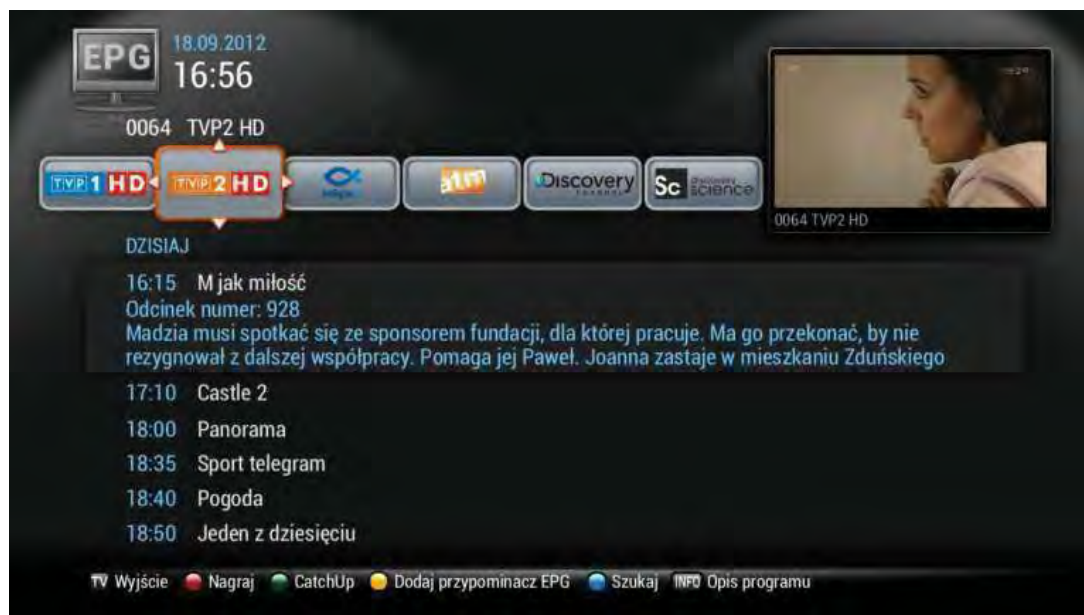 EPG
18.09.2012
16:56
0064 TVP2 HD
TVP 1 HD
TVP 2 HD
a1m
Discovery
CHANNEL
Sc Discovery science
0064 TVP2 HD
DZISIAJ
16:15 M jak miłość
Odcinek numer: 928
Madzia musi spotkać się ze sponsorem fundacji, dla której pracuje. Ma go przekonać, by nie
rezygnował z dalszej współpracy. Pomaga jej Paweł. Joanna zastaje w mieszkaniu Zduńskiego
17:10 Castle 2
18:00 Panorama
18:35 Sport telegram
18:40 Pogoda
18:50 Jeden z dziesięciu
TV Wyjście Nagraj CatchUp Dodaj przypominacz EPG Szukaj INFO Opis programu